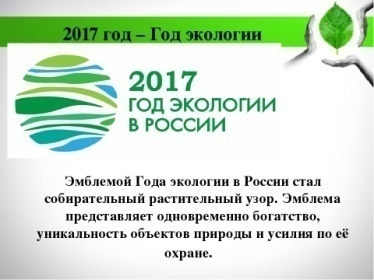 2017 год – Год экологии
2017
ГОД ЭКОЛОГИИ
В РОССИИ
Эмблемой Года экологии в России стал
собирательный растительный узор. Эмблема
представляет одновременно богатство,
уникальность объектов природы и усилия по её
охране.